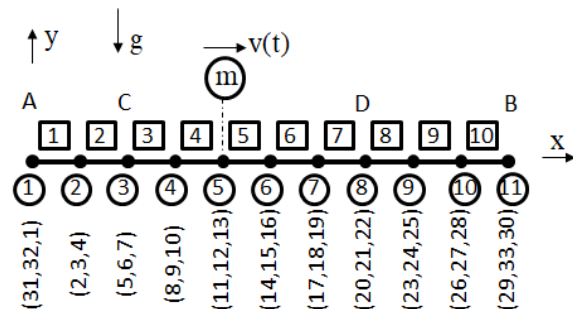 y
g
v(t)
m
A
C
D
B
1 2 3 4 5 6 7 8 9 10
x
1 2 3 4 5 6 7 8 9 10 11
(31,32,1)
(2,3,4)
(5,6,7)
(8,9,10)
(11,12,13)
(14,15,16)
(17,18,19)
(20,21,22)
(23,24,25)
(26,27,28)
(29,33,30)